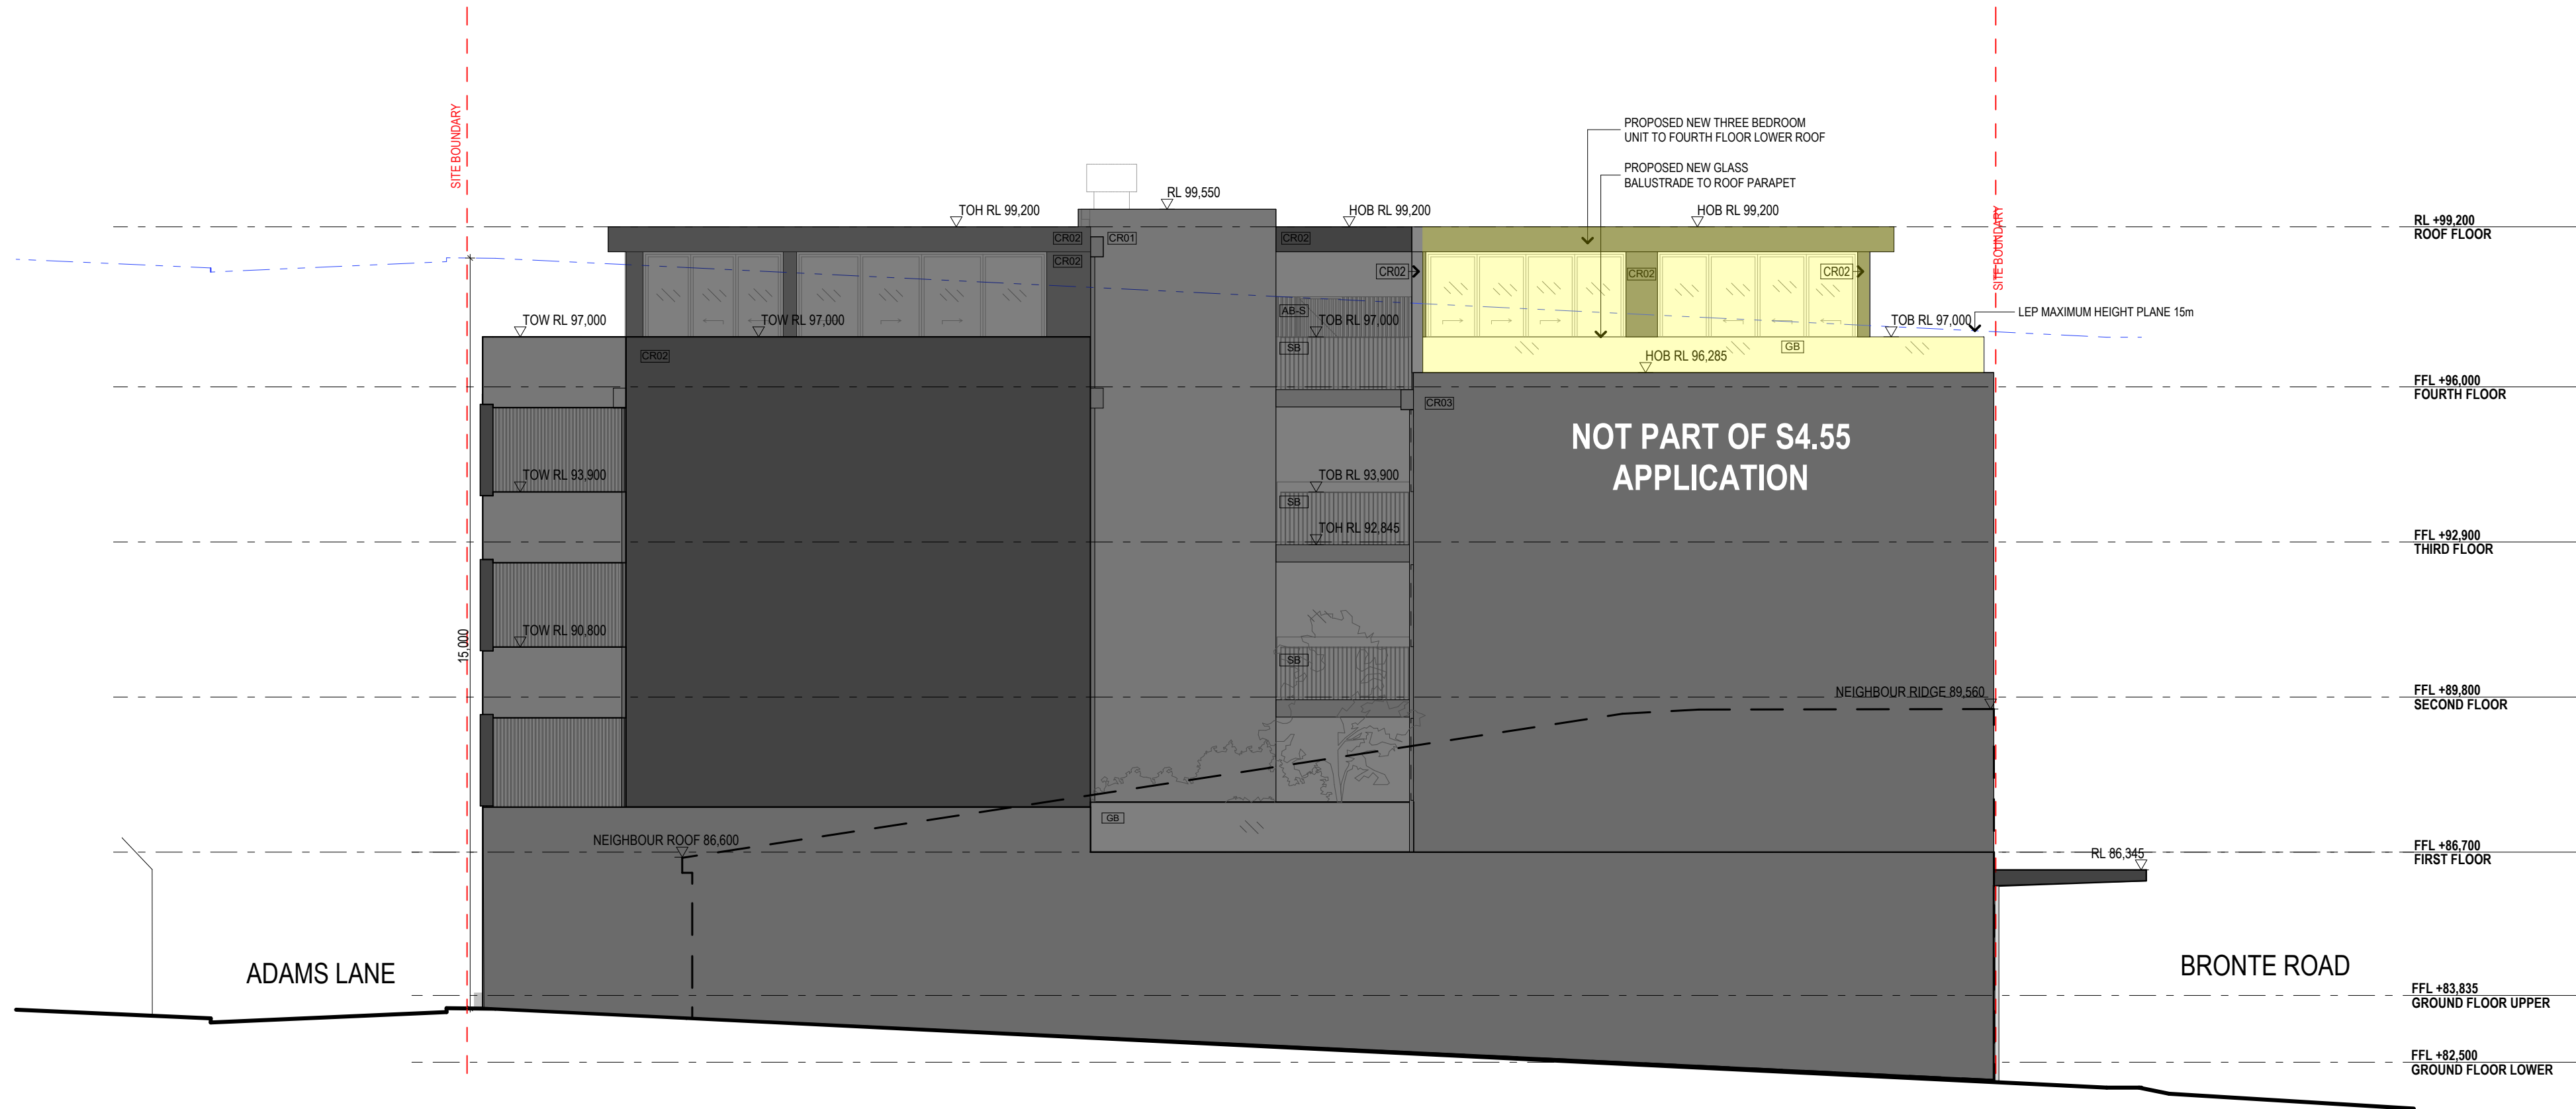 SITE BOUNDARY
PROPOSED NEW THREE BEDROOM
UNIT TO FOURTH FLOOR LOWER ROOF
PROPOSED NEW GLASS
BALUSTRADE TO ROOF PARAPET
RL 99,550
TOH RL 99,200
HOB RL 99,200
HOB RL 99,200
SITE BOUNDARY
RL +99,200
ROOF FLOOR
CR02
CR01
CR02
CR02
CR02
CR02
CR02
AB-S
LEP MAXIMUM HEIGHT PLANE 15m
TOW RL 97,000
TOW RL 97,000
TOB RL 97,000
TOB RL 97,000
CR02
SB
GB
HOB RL 96,285
FFL +96,000
FOURTH FLOOR
CR03
NOT PART OF S4.55
APPLICATION
TOW RL 93,900
TOB RL 93,900
SB
TOH RL 92,845
FFL +92,900
THIRD FLOOR
TOW RL 90,800
15,000
SB
NEIGHBOUR RIDGE 89,560
FFL +89,800
SECOND FLOOR
GB
NEIGHBOUR ROOF 86,600
FFL +86,700
FIRST FLOOR
RL 86,345
ADAMS LANE
BRONTE ROAD
FFL +83,835
GROUND FLOOR UPPER
FFL +82,500
GROUND FLOOR LOWER